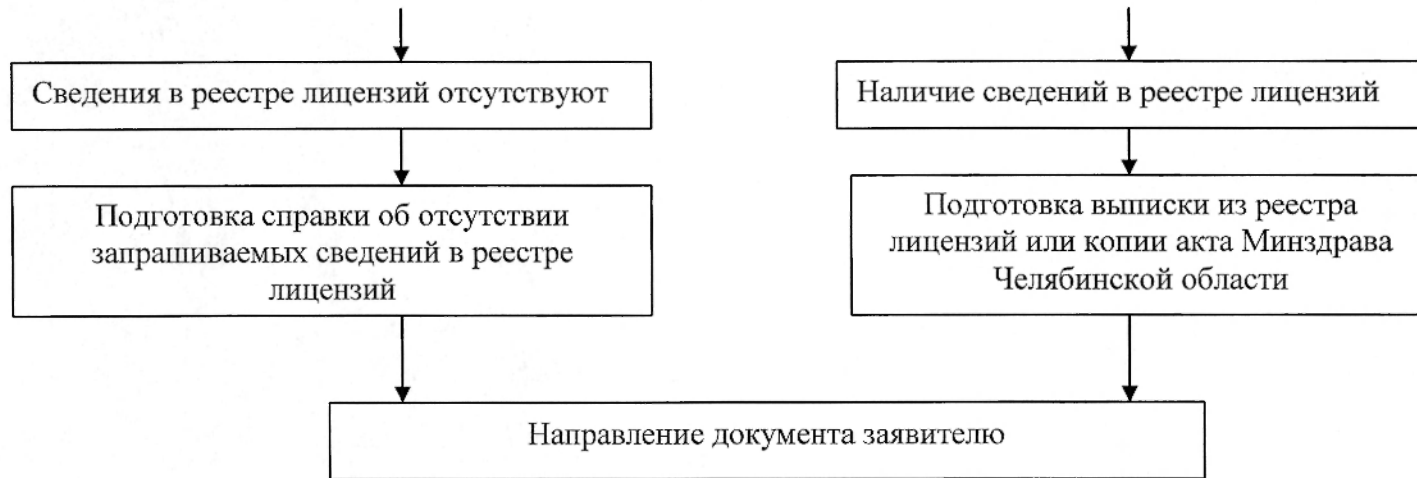 Сведения в реестре лицензий отсутствуют
Наличие сведений в реестре лицензий
Подготовка справки об отсутствии
запрашиваемых сведений в реестре
лицензий
Подготовка выписки из реестра
лицензий или копии акта Минздрава
Челябинской области
Направление документа заявителю